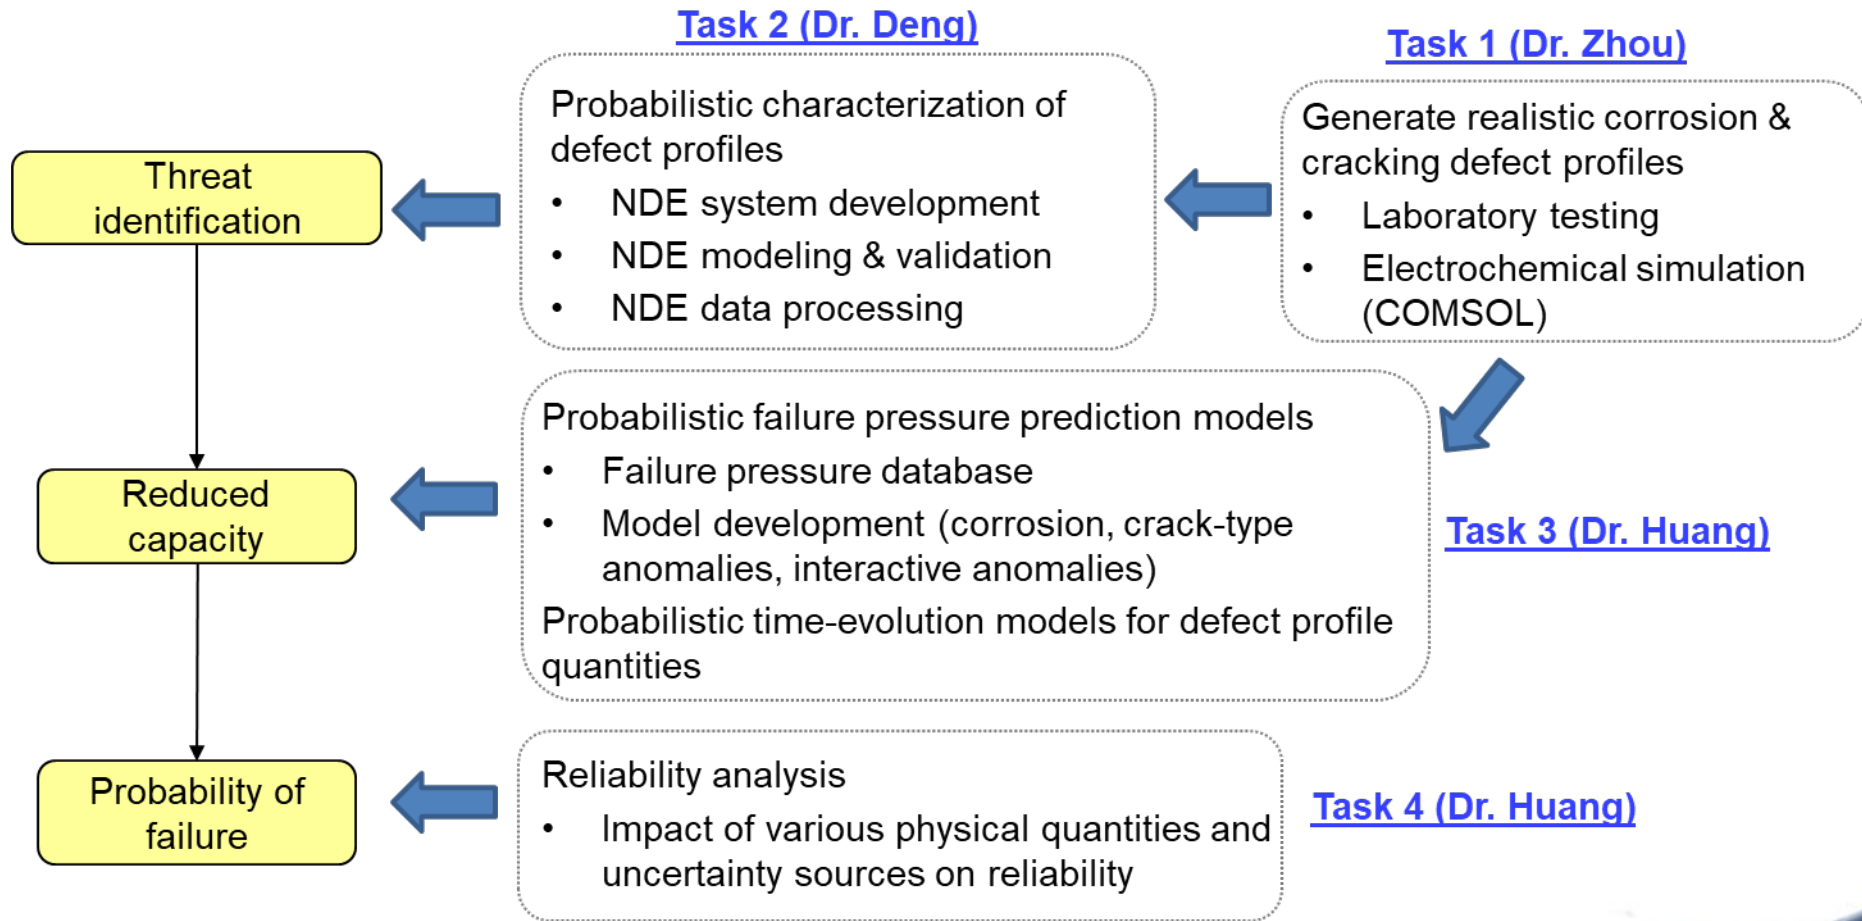 Task 2 (Dr. Deng)
Task 1 (Dr. Zhou)
Probabilistic characterization of
defect profiles
• NDE system development
• NDE modeling & validation
• NDE data processing
Generate realistic corrosion &
cracking defect profiles
• Laboratory testing
• Electrochemical simulation
(COMSOL)
Threat
identification
Probabilistic failure pressure prediction models
• Failure pressure database
• Model development (corrosion, crack-type
anomalies, interactive anomalies)
Probabilistic time-evolution models for defect profile
quantities
Task 3 (Dr. Huang)
Reduced
capacity
Reliability analysis
• Impact of various physical quantities and
uncertainty sources on reliability
Task 4 (Dr. Huang)
Probability of
failure